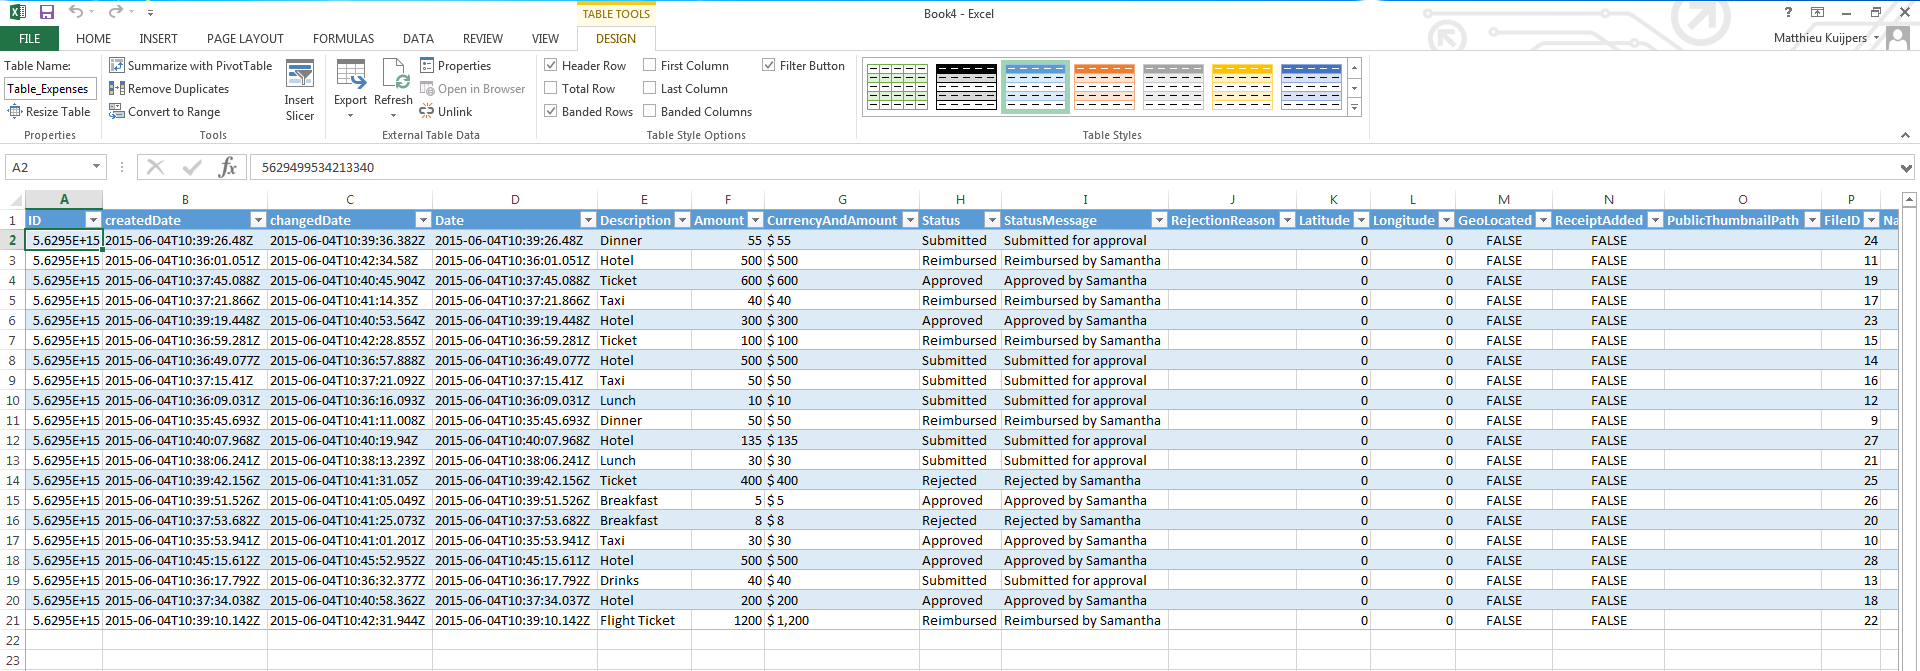 Book4 - Excel
TABLE TOOLS
?
FILE HOME INSERT PAGE LAYOUT FORMULAS DATA REVIEW VIEW DESIGN Matthieu Kuijpers
Table Name: Summarize with PivotTable Properties Header Row First Column Filter Button
Table_Expenses Remove Duplicates Insert Slicer Export Refresh Open in Browser Total Row Last Column
Resize Table Convert to Range Unlink Banded Rows Banded Columns
Properties Tools External Table Data Table Style Options Table Styles
A2 fx 5629499534213340
A B C D E F G H I J K L M N O P
1 ID createdDate changedDate Date Description Amount CurrencyAndAmount Status StatusMessage RejectionReason Latitude Longitude GeoLocated ReceiptAdded PublicThumbnailPath FileID Na
2 5.6295E+15 2015-06-04T10:39:26.48Z 2015-06-04T10:39:36.382Z 2015-06-04T10:39:26.48Z Dinner 55 $ 55 Submitted Submitted for approval 0 0 FALSE FALSE 24
3 5.6295E+15 2015-06-04T10:36:01.051Z 2015-06-04T10:42:34.58Z 2015-06-04T10:36:01.051Z Hotel 500 $ 500 Reimbursed Reimbursed by Samantha 0 0 FALSE FALSE 11
4 5.6295E+15 2015-06-04T10:37:45.088Z 2015-06-04T10:40:45.904Z 2015-06-04T10:37:45.088Z Ticket 600 $ 600 Approved Approved by Samantha 0 0 FALSE FALSE 19
5 5.6295E+15 2015-06-04T10:37:21.866Z 2015-06-04T10:41:14.35Z 2015-06-04T10:37:21.866Z Taxi 40 $ 40 Reimbursed Reimbursed by Samantha 0 0 FALSE FALSE 17
6 5.6295E+15 2015-06-04T10:39:19.448Z 2015-06-04T10:40:53.564Z 2015-06-04T10:39:19.448Z Hotel 300 $ 300 Approved Approved by Samantha 0 0 FALSE FALSE 23
7 5.6295E+15 2015-06-04T10:36:59.281Z 2015-06-04T10:42:28.855Z 2015-06-04T10:36:59.281Z Ticket 100 $ 100 Reimbursed Reimbursed by Samantha 0 0 FALSE FALSE 15
8 5.6295E+15 2015-06-04T10:36:49.077Z 2015-06-04T10:36:57.888Z 2015-06-04T10:36:49.077Z Hotel 500 $ 500 Submitted Submitted for approval 0 0 FALSE FALSE 14
9 5.6295E+15 2015-06-04T10:37:15.41Z 2015-06-04T10:37:21.092Z 2015-06-04T10:37:15.41Z Taxi 50 $ 50 Submitted Submitted for approval 0 0 FALSE FALSE 16
10 5.6295E+15 2015-06-04T10:36:09.031Z 2015-06-04T10:36:16.093Z 2015-06-04T10:36:09.031Z Lunch 10 $ 10 Submitted Submitted for approval 0 0 FALSE FALSE 12
11 5.6295E+15 2015-06-04T10:35:45.693Z 2015-06-04T10:41:11.008Z 2015-06-04T10:35:45.693Z Dinner 50 $ 50 Reimbursed Reimbursed by Samantha 0 0 FALSE FALSE 9
12 5.6295E+15 2015-06-04T10:40:07.968Z 2015-06-04T10:40:19.94Z 2015-06-04T10:40:07.968Z Hotel 135 $ 135 Submitted Submitted for approval 0 0 FALSE FALSE 27
13 5.6295E+15 2015-06-04T10:38:06.241Z 2015-06-04T10:38:13.239Z 2015-06-04T10:38:06.241Z Lunch 30 $ 30 Submitted Submitted for approval 0 0 FALSE FALSE 21
14 5.6295E+15 2015-06-04T10:39:42.156Z 2015-06-04T10:41:31.05Z 2015-06-04T10:39:42.156Z Ticket 400 $ 400 Rejected Rejected by Samantha 0 0 FALSE FALSE 25
15 5.6295E+15 2015-06-04T10:39:51.526Z 2015-06-04T10:41:05.049Z 2015-06-04T10:39:51.526Z Breakfast 5 $ 5 Approved Approved by Samantha 0 0 FALSE FALSE 26
16 5.6295E+15 2015-06-04T10:37:53.682Z 2015-06-04T10:41:25.073Z 2015-06-04T10:37:53.682Z Breakfast 8 $ 8 Rejected Rejected by Samantha 0 0 FALSE FALSE 20
17 5.6295E+15 2015-06-04T10:35:53.941Z 2015-06-04T10:41:01.201Z 2015-06-04T10:35:53.941Z Taxi 30 $ 30 Approved Approved by Samantha 0 0 FALSE FALSE 10
18 5.6295E+15 2015-06-04T10:45:15.612Z 2015-06-04T10:45:52.952Z 2015-06-04T10:45:15.611Z Hotel 500 $ 500 Approved Approved by Samantha 0 0 FALSE FALSE 28
19 5.6295E+15 2015-06-04T10:36:17.792Z 2015-06-04T10:36:32.377Z 2015-06-04T10:36:17.792Z Drinks 40 $ 40 Submitted Submitted for approval 0 0 FALSE FALSE 13
20 5.6295E+15 2015-06-04T10:37:34.038Z 2015-06-04T10:40:58.362Z 2015-06-04T10:37:34.037Z Hotel 200 $ 200 Approved Approved by Samantha 0 0 FALSE FALSE 18
21 5.6295E+15 2015-06-04T10:39:10.142Z 2015-06-04T10:42:31.944Z 2015-06-04T10:39:10.142Z Flight Ticket 1200 $ 1,200 Reimbursed Reimbursed by Samantha 0 0 FALSE FALSE 22
22
23